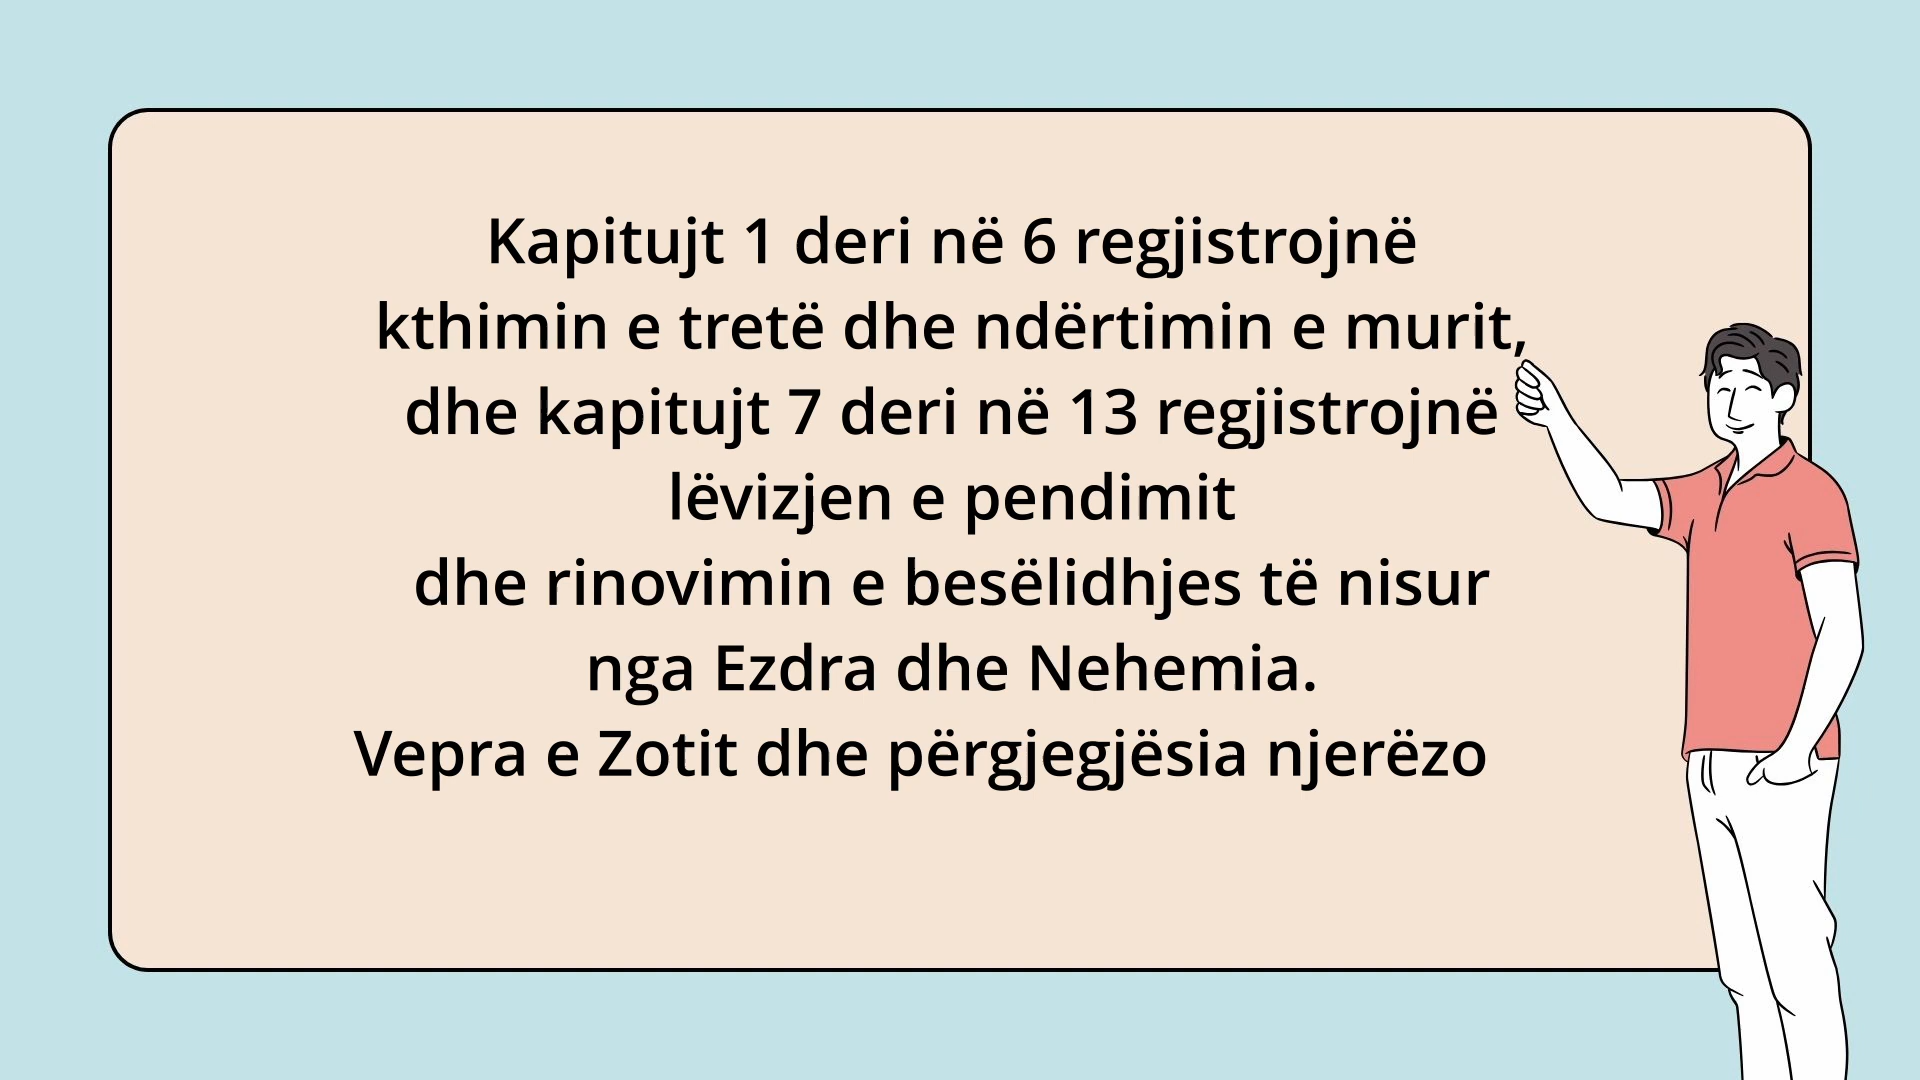 Kapitujt 1 deri në 6 regjistrojnë
kthimin e tretë dhe ndërtimin e murit,
dhe kapitujt 7 deri në 13 regjistrojnë
lëvizjen e pendimit
dhe rinovimin e besëlidhjes të nisur
nga Ezdra dhe Nehemia.
Vepra e Zotit dhe përgjegjësia njerëzo